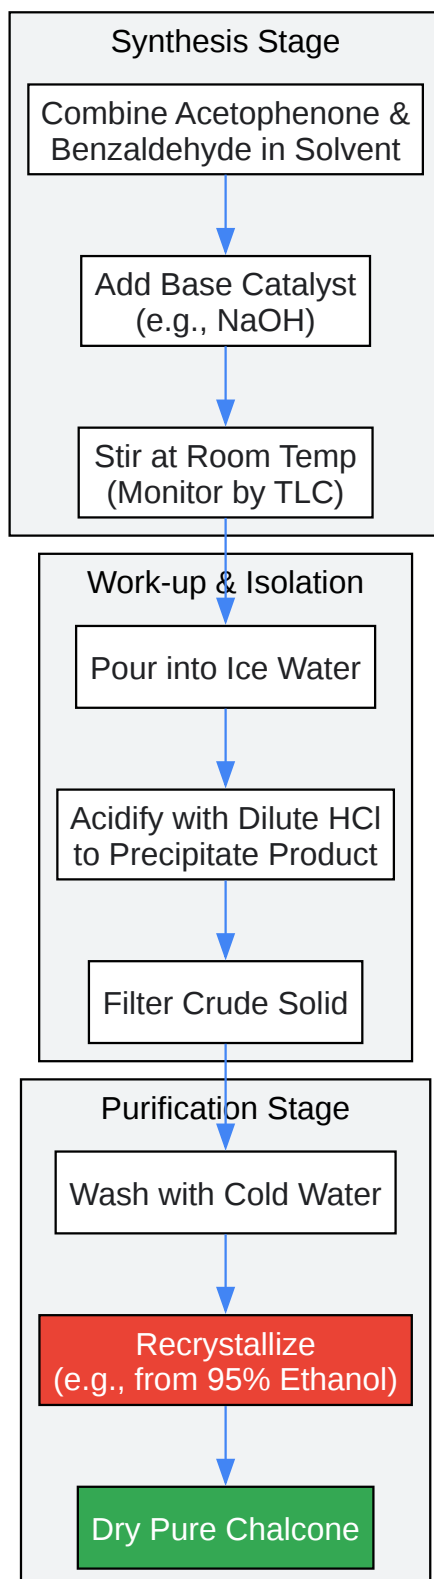 Synthesis Stage
Combine Acetophenone &
Benzaldehyde in Solvent
Add Base Catalyst
(e.g., NaOH)
Stir at Room Temp
(Monitor by TLC)
Work-up & Isolation
Pour into Ice Water
Acidify with Dilute HCl
to Precipitate Product
Filter Crude Solid
Purification Stage
Wash with Cold Water
Recrystallize
(e.g., from 95% Ethanol)
Dry Pure Chalcone